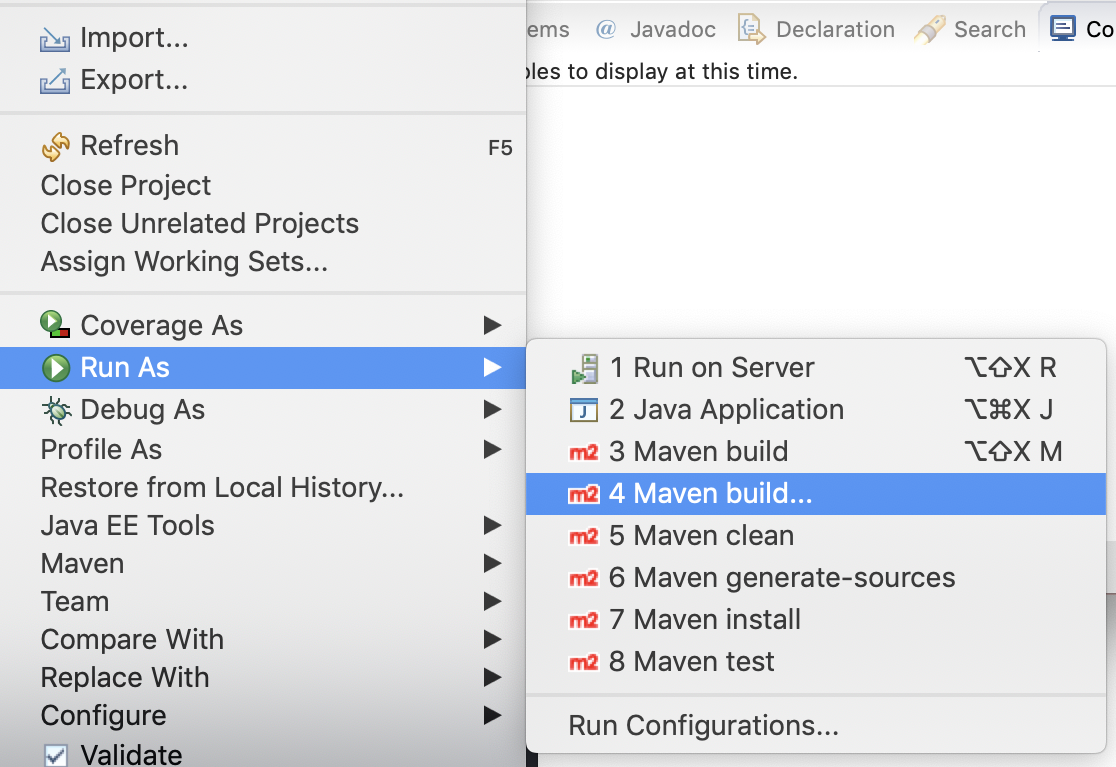 Import...
Export...
Refresh F5
Close Project
Close Unrelated Projects
Assign Working Sets...
Coverage As
Run As
Debug As
Profile As
Restore from Local History...
Java EE Tools
Maven
Team
Compare With
Replace With
Configure
Validate
@ Javadoc Declaration Search
to display at this time.
1 Run on Server ⌥⇧X R
J 2 Java Application ⌥⌘X J
m2 3 Maven build ⌥⇧X M
m2 4 Maven build...
m2 5 Maven clean
m2 6 Maven generate-sources
m2 7 Maven install
m2 8 Maven test
Run Configurations...